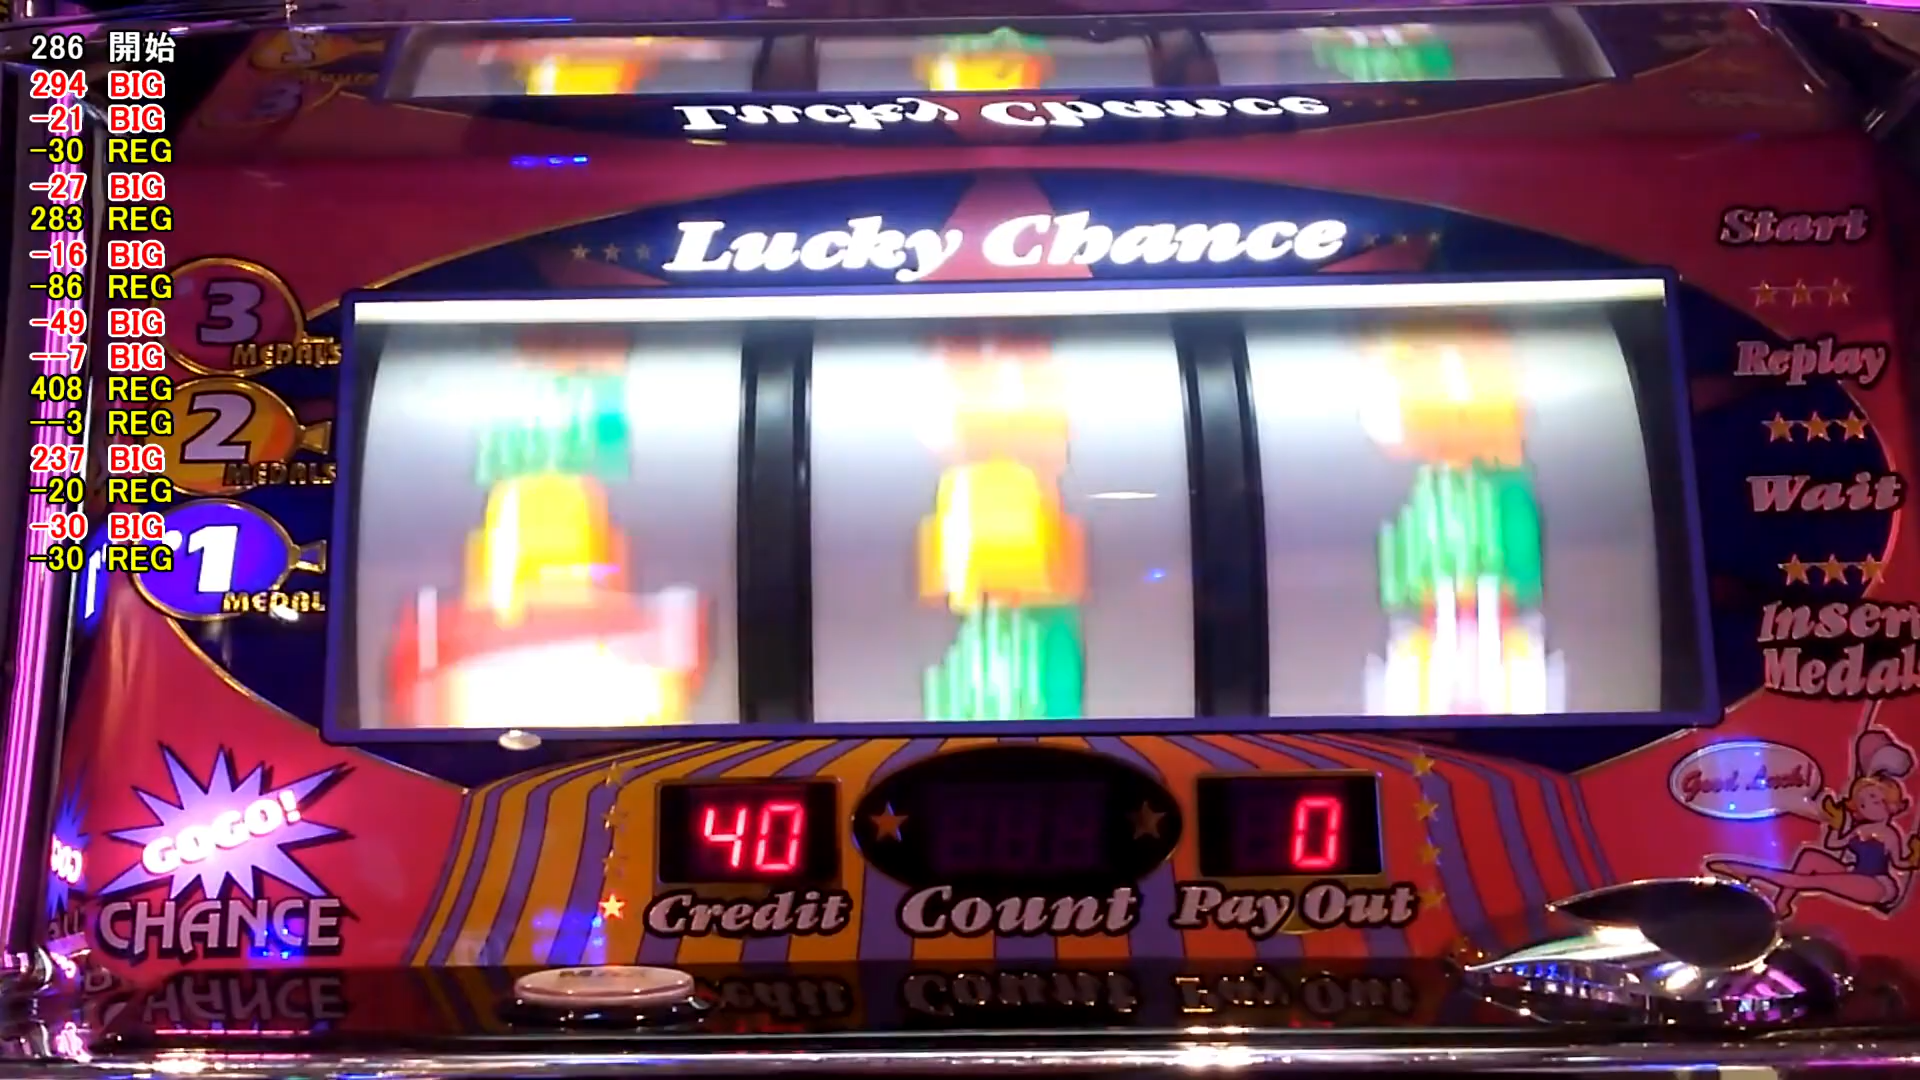 286 開始
294 BIG
-21 BIG
-30 REG
-27 BIG
283 REG
-16 BIG
-86 REG
-49 BIG
--7 BIG
408 REG
--3 REG
237 BIG
-20 REG
-30 BIG
-30 REG
Lucky Chance
Lucky Chance
3 MEDALS
2 MEDALS
1 MEDAL
Start
Replay
Wait
Insert
Medal
Good Luck!
GOGO!
CHANCE
40
0
Credit
Count
Pay Out
MAX